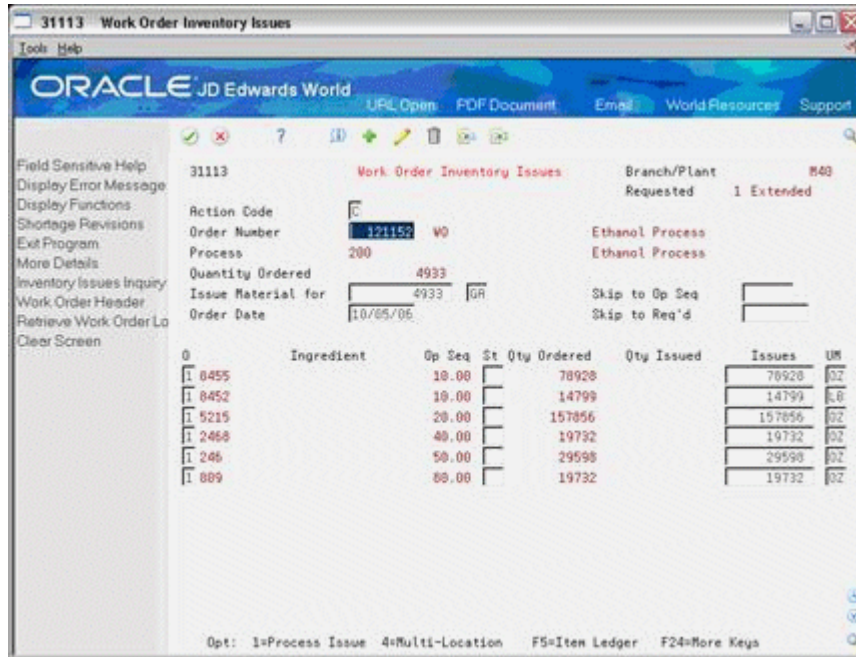 31113 Work Order Inventory Issues
Tools Help
ORACLE JD Edwards World
URL Open PDF Document Email World Resources Support
Field Sensitive Help
Display Error Message
Display Functions
Shortage Revisions
Exit Program
More Details
Inventory Issues Inquiry
Work Order Header
Retrieve Work Order Lo
Clear Screen
31113 Work Order Inventory Issues Branch/Plant M40
Requested 1 Extended
Action Code C
Order Number 121152 WO Ethanol Process
Process 200 Ethanol Process
Quantity Ordered 4933
Issue Material for 4933 GA Skip to Op Seq
Order Date 10/05/06 Skip to Req'd
O Ingredient Op Seq St Qty Ordered Qty Issued Issues UM
1 8455 10.00 78928 78928 OZ
1 8452 10.00 14799 14799 LB
1 5215 20.00 157856 157856 OZ
1 2468 40.00 19732 19732 OZ
1 246 50.00 29598 29598 OZ
1 889 19732 19732 OZ
Opt: 1=Process Issue 4=Multi-Location F5=Item Ledger F24=More Keys